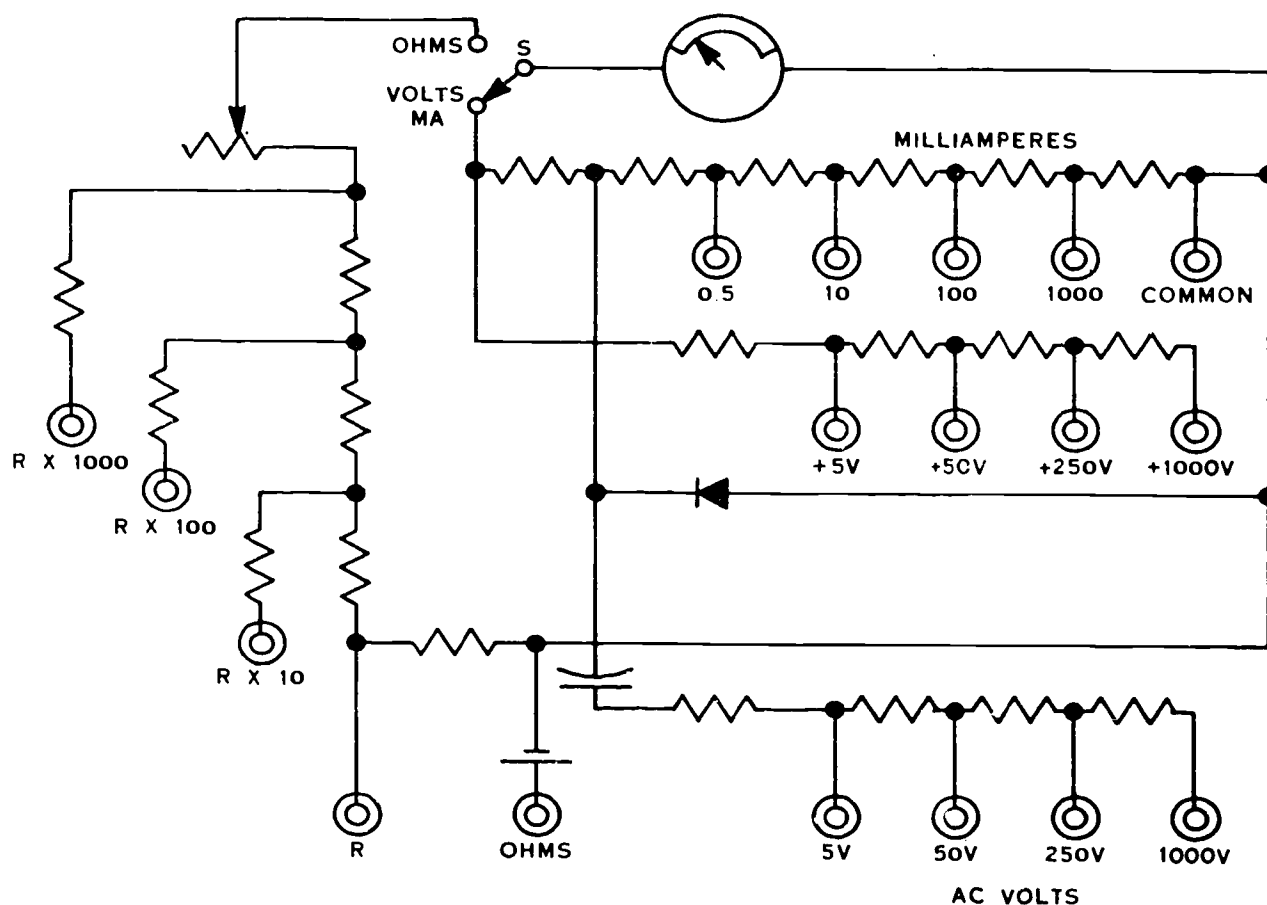 OHMS
S
VOLTS
MA
MILLIAMPERES
0.5
10
100
1000
COMMON
+5V
+50V
+250V
+1000V
R X 1000
R X 100
R X 10
R
OHMS
5V
50V
250V
1000V
AC VOLTS